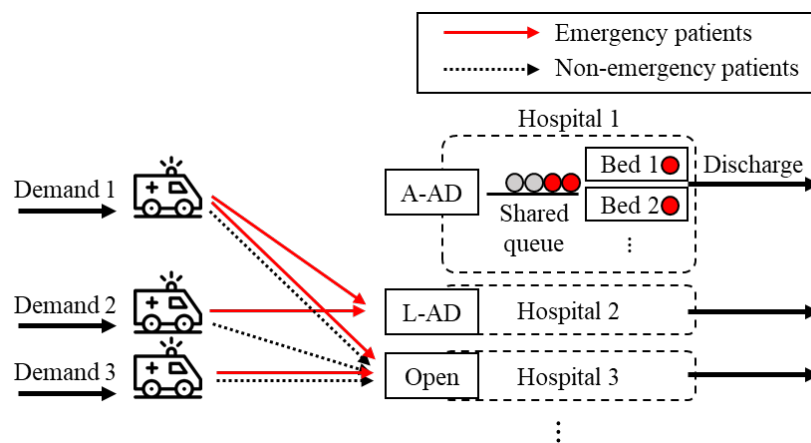 Emergency patients
Non-emergency patients
Hospital 1
Demand 1
A-AD
Shared
queue
Bed 1
Bed 2
⋮
Discharge
Demand 2
L-AD
Hospital 2
Demand 3
Open
Hospital 3
⋮